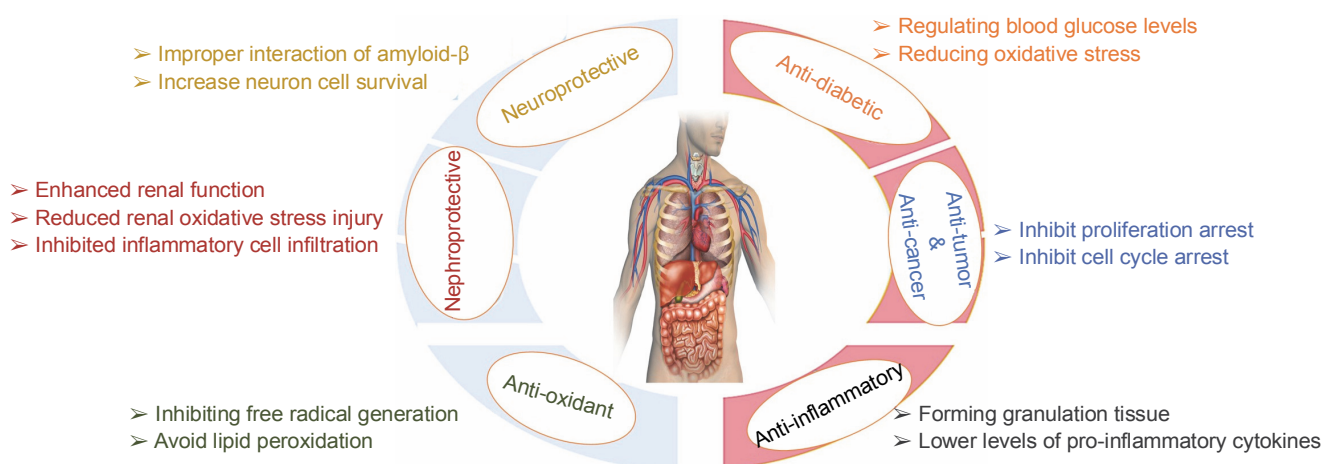 ➢ Improper interaction of amyloid-β
➢ Increase neuron cell survival
Neuroprotective
➢ Regulating blood glucose levels
➢ Reducing oxidative stress
Anti-diabetic
➢ Enhanced renal function
➢ Reduced renal oxidative stress injury
➢ Inhibited inflammatory cell infiltration
Nephroprotective
Anti-tumor
&
Anti-cancer
➢ Inhibit proliferation arrest
➢ Inhibit cell cycle arrest
➢ Inhibiting free radical generation
➢ Avoid lipid peroxidation
Anti-oxidant
Anti-inflammatory
➢ Forming granulation tissue
➢ Lower levels of pro-inflammatory cytokines